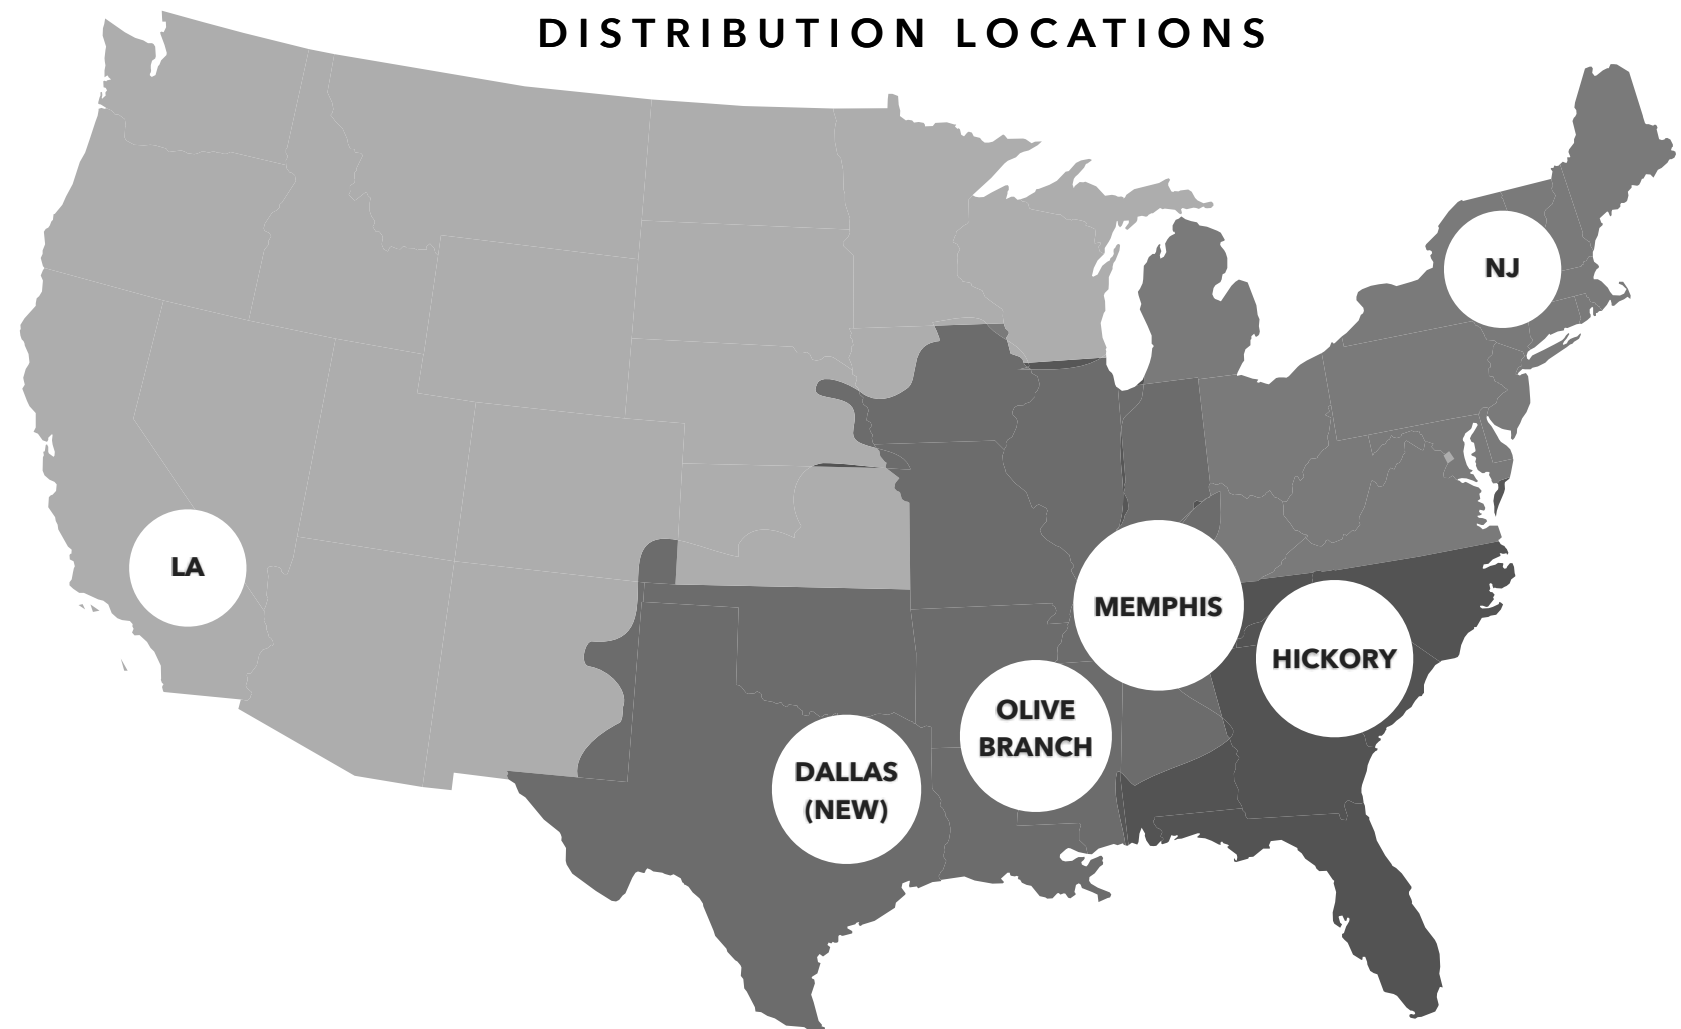 DISTRIBUTION LOCATIONS
NJ
LA
MEMPHIS
HICKORY
OLIVE
BRANCH
DALLAS
(NEW)